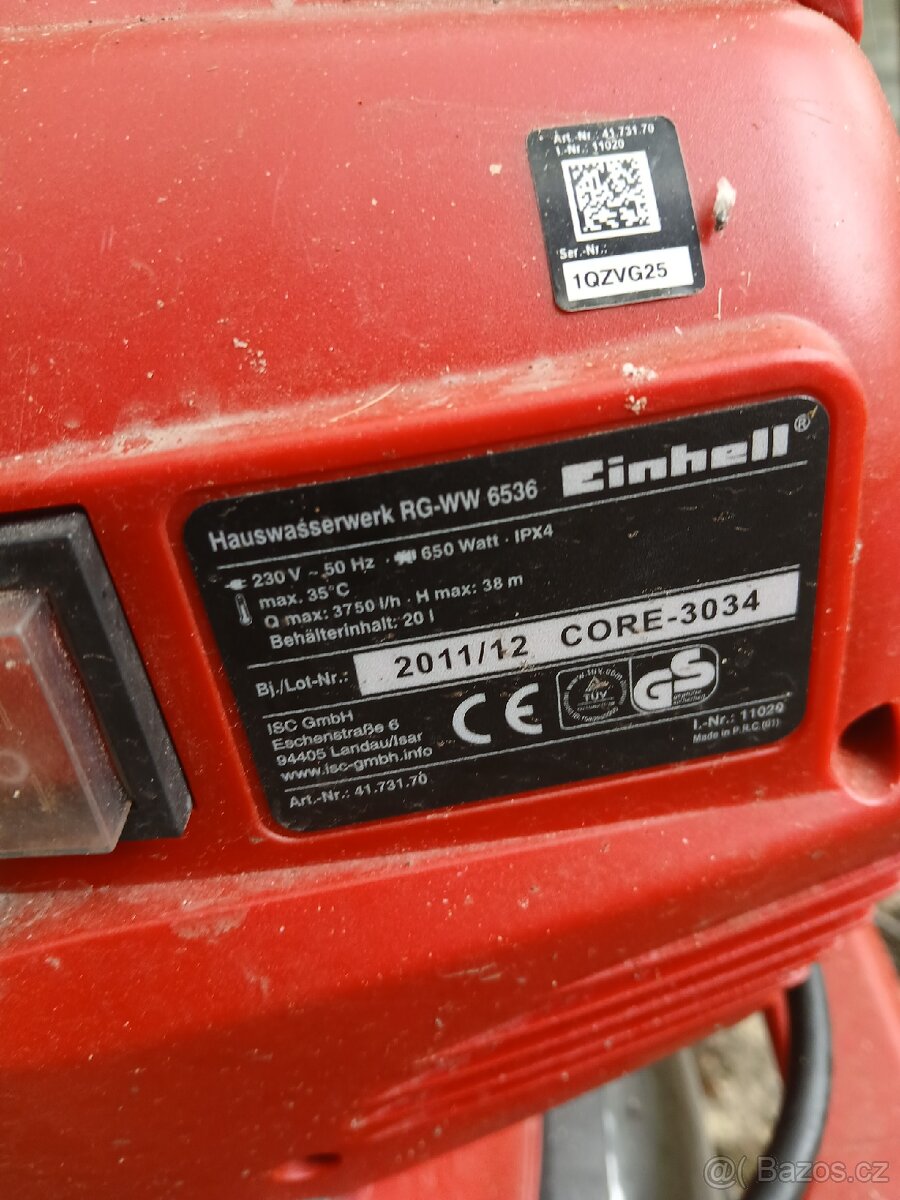 Art.-Nr.: 41.731.70
I.-Nr.: 11020
Ser.-Nr.:
1QZVG25
Einhell®
Hauswasserwerk RG-WW 6536
230 V ~ 50 Hz · 650 Watt · IPX4
max. 35°C
Q max: 3750 l/h · H max: 38 m
Behälterinhalt: 20 l
Bj./Lot-Nr.: 2011/12 CORE-3034
ISC GmbH
Eschenstraße 6
94405 Landau/Isar
www.isc-gmbh.info
Art.-Nr.: 41.731.70
CE
TÜV
GS
I.-Nr.: 11020
Made in P.R.C.
@ Bazos.cz